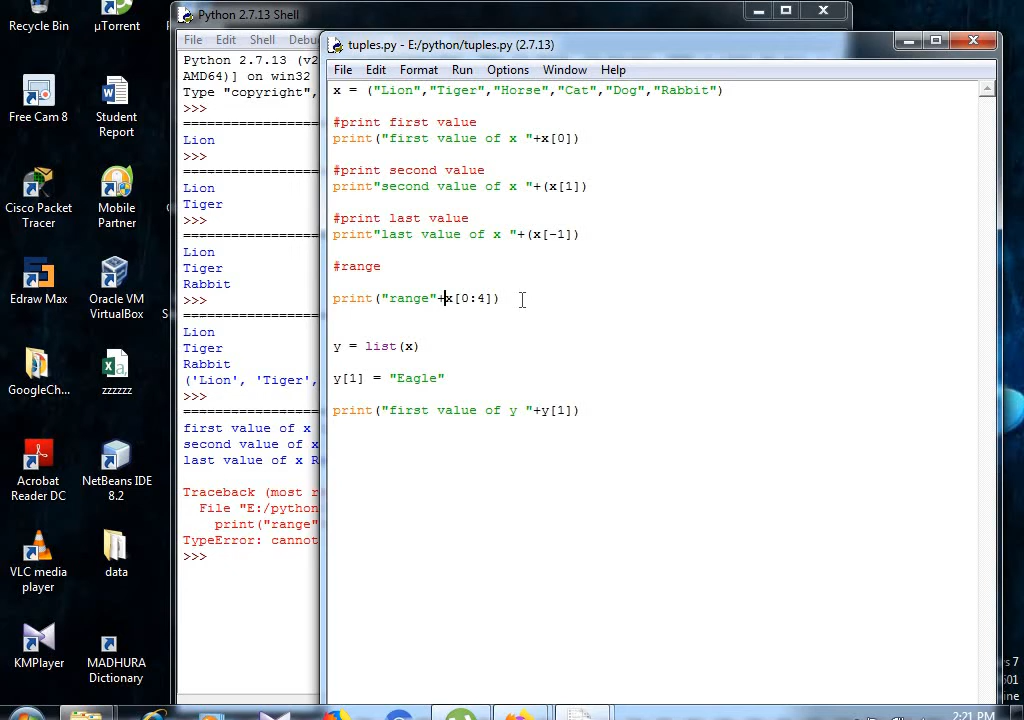 Recycle Bin
µTorrent
Free Cam 8
Student
Report
Cisco Packet
Tracer
Mobile
Partner
Edraw Max
Oracle VM
VirtualBox
GoogleCh...
zzzzzz
Acrobat
Reader DC
NetBeans IDE
8.2
VLC media
player
data
KMPlayer
MADHURA
Dictionary
Python 2.7.13 Shell
File Edit Shell Debu
Python 2.7.13 (v2
AMD64)] on win32
Type "copyright",
>>>
Lion
>>>
Lion
Tiger
>>>
Lion
Tiger
Rabbit
>>>
Lion
Tiger
Rabbit
('Lion', 'Tiger',
>>>
first value of x
second value of x
last value of x R
Traceback (most r
File "E:/python
print("range"
TypeError: cannot
>>>
tuples.py - E:/python/tuples.py (2.7.13)
File Edit Format Run Options Window Help
x = ("Lion","Tiger","Horse","Cat","Dog","Rabbit")
#print first value
print("first value of x "+x[0])
#print second value
print"second value of x "+(x[1])
#print last value
print"last value of x "+(x[-1])
#range
print("range"+x[0:4])
y = list(x)
y[1] = "Eagle"
print("first value of y "+y[1])
s 7
601
ine
2:21 PM